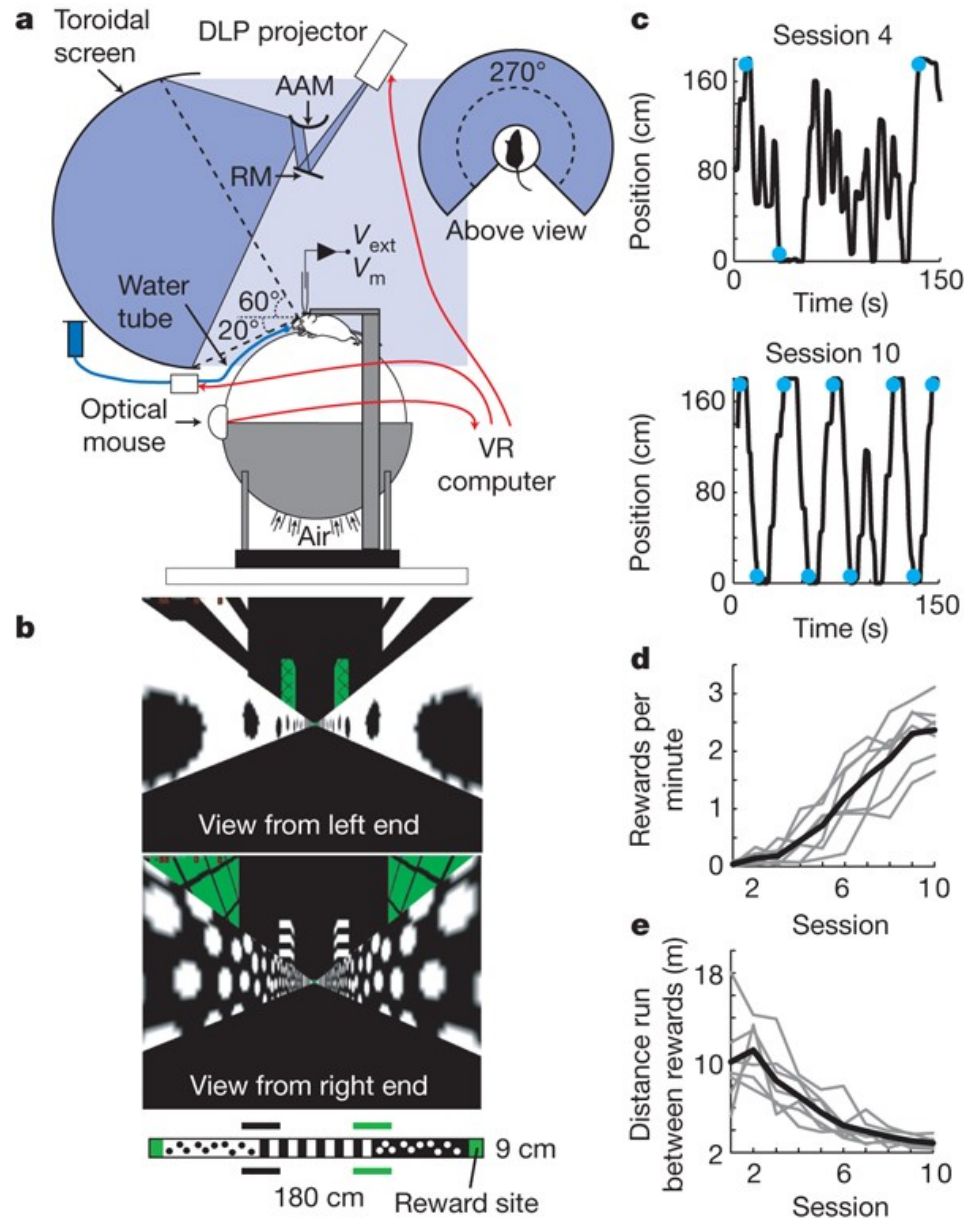 a
Toroidal
screen
DLP projector
AAM
RM
270°
Above view
V ext
V m
Water
tube
60°
20°
Optical
mouse
VR
computer
Air
b
View from left end
View from right end
9 cm
180 cm
Reward site
c
Session 4
Position (cm)
160
80
0
0
150
Time (s)
Session 10
Position (cm)
160
80
0
0
150
Time (s)
d
Rewards per
minute
3
2
1
0
2
6
10
Session
e
Distance run
between rewards (m)
18
10
2
2
6
10
Session